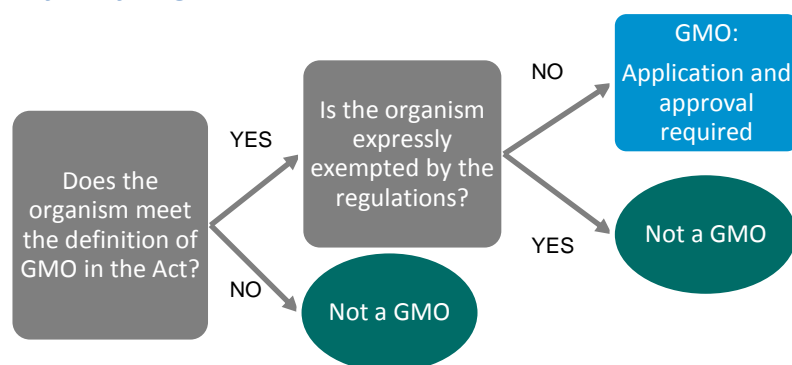 Does the
organism meet
the definition of
GMO in the Act?
YES
NO
Is the organism
expressly
exempted by the
regulations?
Not a GMO
NO
YES
GMO:
Application and
approval
required
Not a GMO